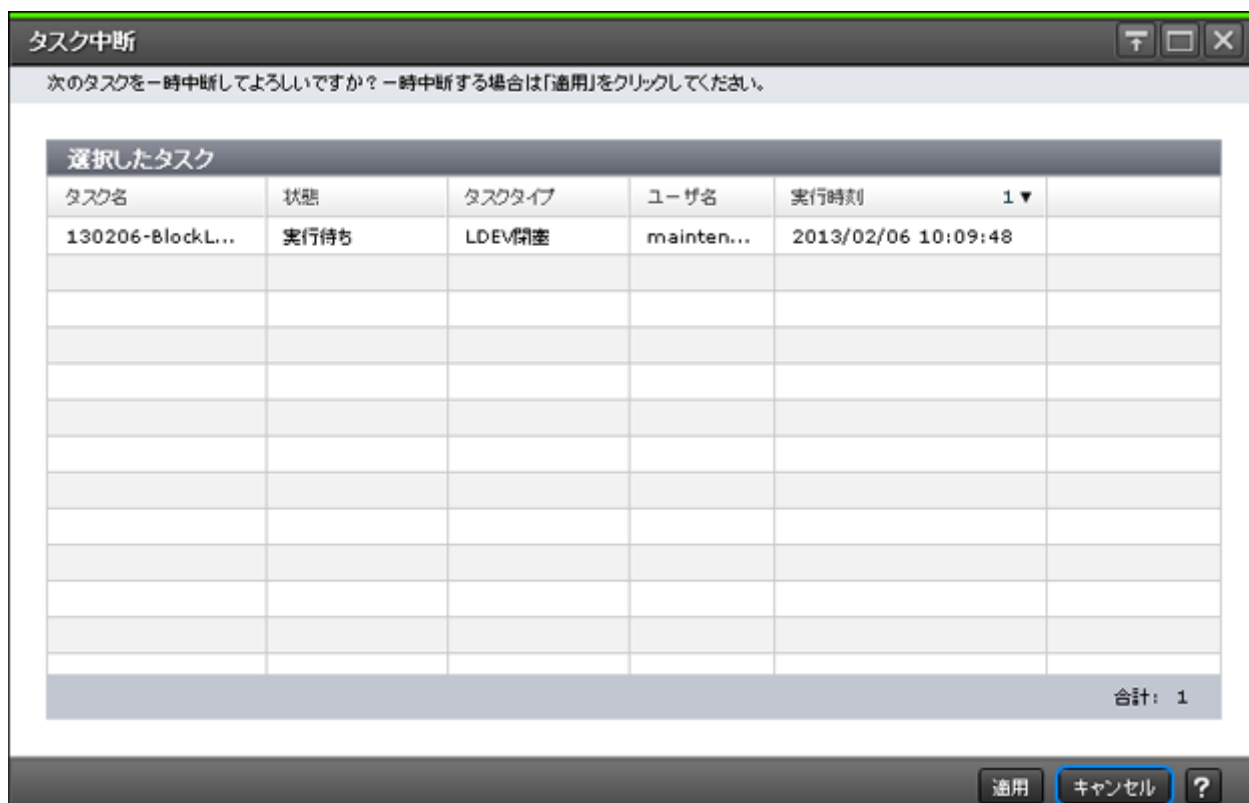 タスク中断
次のタスクを一時中断してよろしいですか？一時中断する場合は「適用」をクリックしてください。
選択したタスク
タスク名 状態 タスクタイプ ユーザ名 実行時刻 1▼
130206-BlockL... 実行待ち LDEV閉塞 mainten... 2013/02/06 10:09:48
合計： 1
適用 キャンセル ?